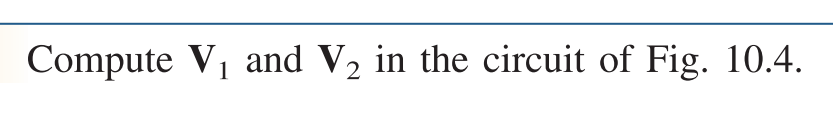 Compute V₁ and V₂ in the circuit of Fig. 10.4.